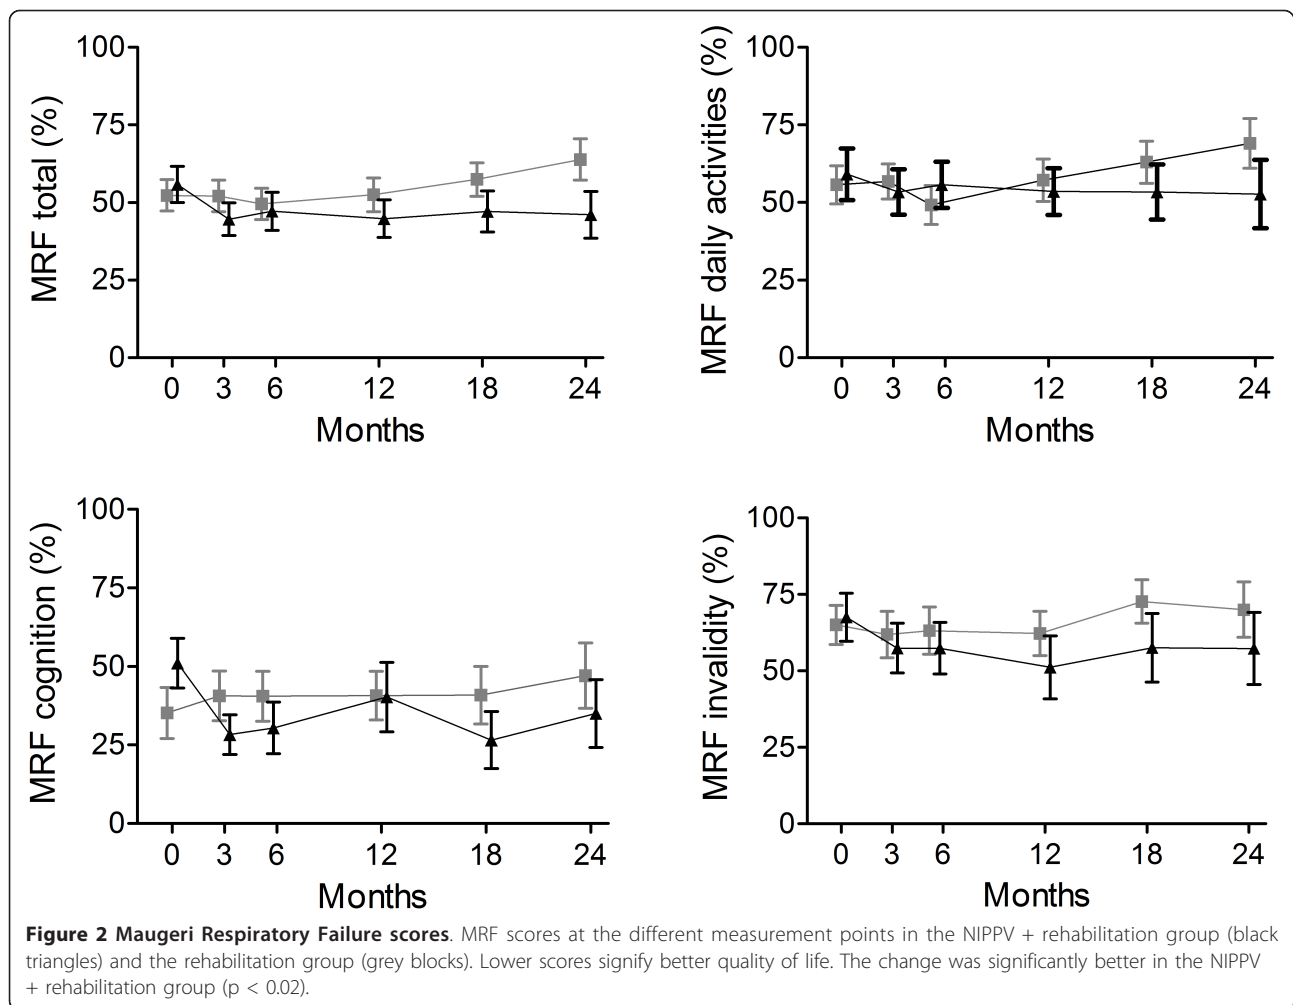 MRF total (%)
100
75
50
25
0
0 3 6 12 18 24
Months
MRF daily activities (%)
100
75
50
25
0
0 3 6 12 18 24
Months
MRF cognition (%)
100
75
50
25
0
0 3 6 12 18 24
Months
MRF invalidity (%)
100
75
50
25
0
0 3 6 12 18 24
Months
Figure 2 Maugeri Respiratory Failure scores. MRF scores at the different measurement points in the NIPPV + rehabilitation group (black
triangles) and the rehabilitation group (grey blocks). Lower scores signify better quality of life. The change was significantly better in the NIPPV
+ rehabilitation group (p < 0.02).